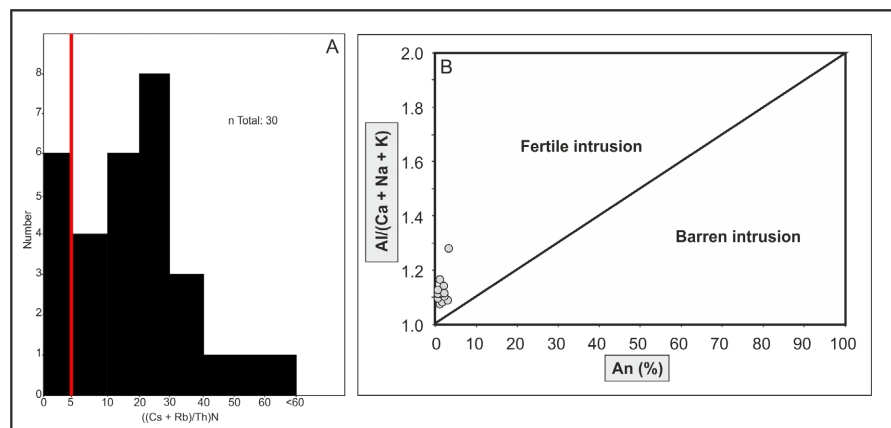 A
8
7
6
5
4
3
2
1
0
Number
n Total: 30
0 5 10 20 30 40 50 60 <60
((Cs + Rb)/Th)N
B
2.0
1.8
1.6
1.4
1.2
1.0
Al/(Ca + Na + K)
Fertile intrusion
Barren intrusion
0 10 20 30 40 50 60 70 80 90 100
An (%)